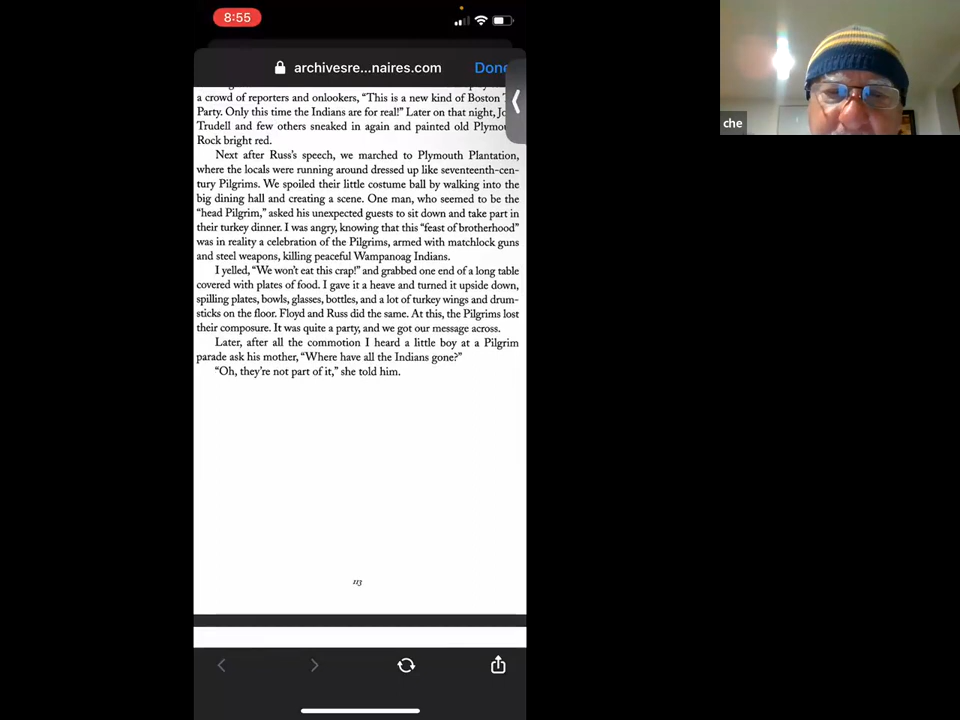 8:55
archivesre...naires.com
Done
a crowd of reporters and onlookers, “This is a new kind of Boston
Party. Only this time the Indians are for real!” Later on that night,
Trudell and few others sneaked in again and painted old
Rock bright red.
Next after Russ’s speech, we marched to Plymouth Plantation,
where the locals were running around dressed up like seventeenth-cen-
tury Pilgrims. We spoiled their little costume ball by walking into the
big dining hall and creating a scene. One man, who seemed to be the
“head Pilgrim,” asked his unexpected guests to sit down and take part in
their turkey dinner. I was angry, knowing that this “feast of brotherhood”
was in reality a celebration of the Pilgrims, armed with matchlock guns
and steel weapons, killing peaceful Wampanoag Indians.
I yelled, “We won’t eat this crap!” and grabbed one end of a long table
covered with plates of food. I gave it a heave and turned it upside down,
spilling plates, bowls, glasses, bottles, and a lot of turkey wings and drum-
sticks on the floor. Floyd and Russ did the same. At this, the Pilgrims lost
their composure. It was quite a party, and we got our message across.
Later, after all the commotion I heard a little boy at a Pilgrim
parade ask his mother, “Where have all the Indians gone?”
“Oh, they’re not part of it,” she told him.
113
che